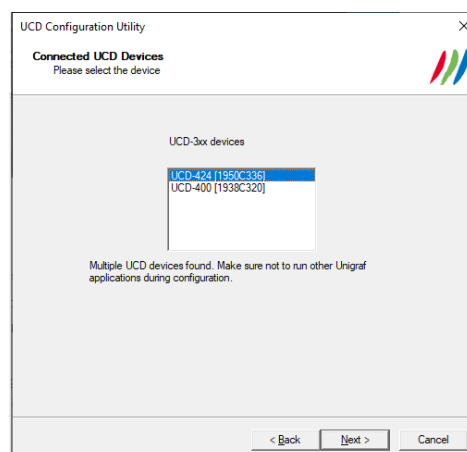 UCD Configuration Utility
Connected UCD Devices
Please select the device
UCD-3xx devices
UCD-424 [1950C336]
UCD-400 [1938C320]
Multiple UCD devices found. Make sure not to run other Unigraf
applications during configuration.
< Back
Next >
Cancel